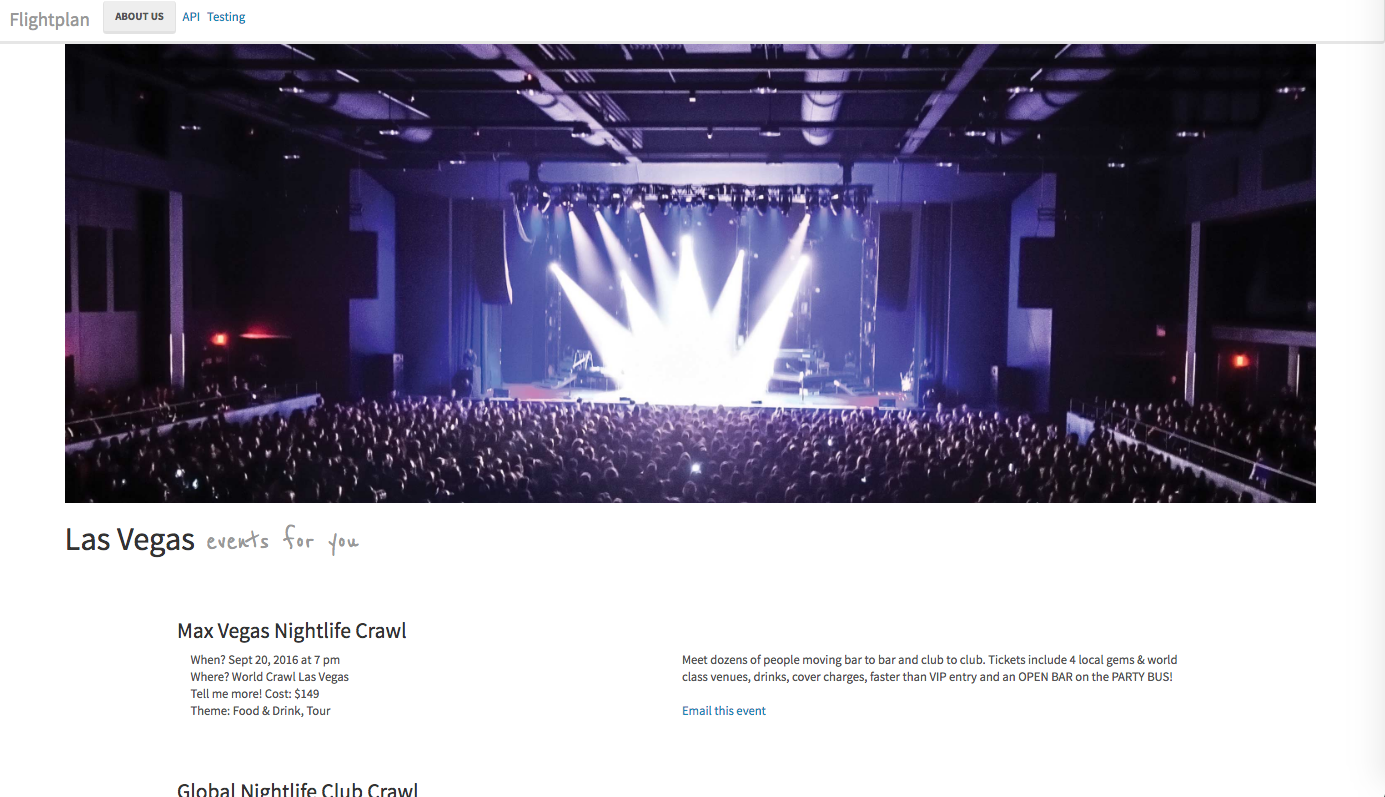 Flightplan ABOUT US API Testing
Las Vegas events for you
Max Vegas Nightlife Crawl
When? Sept 20, 2016 at 7 pm
Where? World Crawl Las Vegas
Tell me more! Cost: $149
Theme: Food & Drink, Tour
Meet dozens of people moving bar to bar and club to club. Tickets include 4 local gems & world
class venues, drinks, cover charges, faster than VIP entry and an OPEN BAR on the PARTY BUS!
Email this event
Global Nightlife Club Crawl